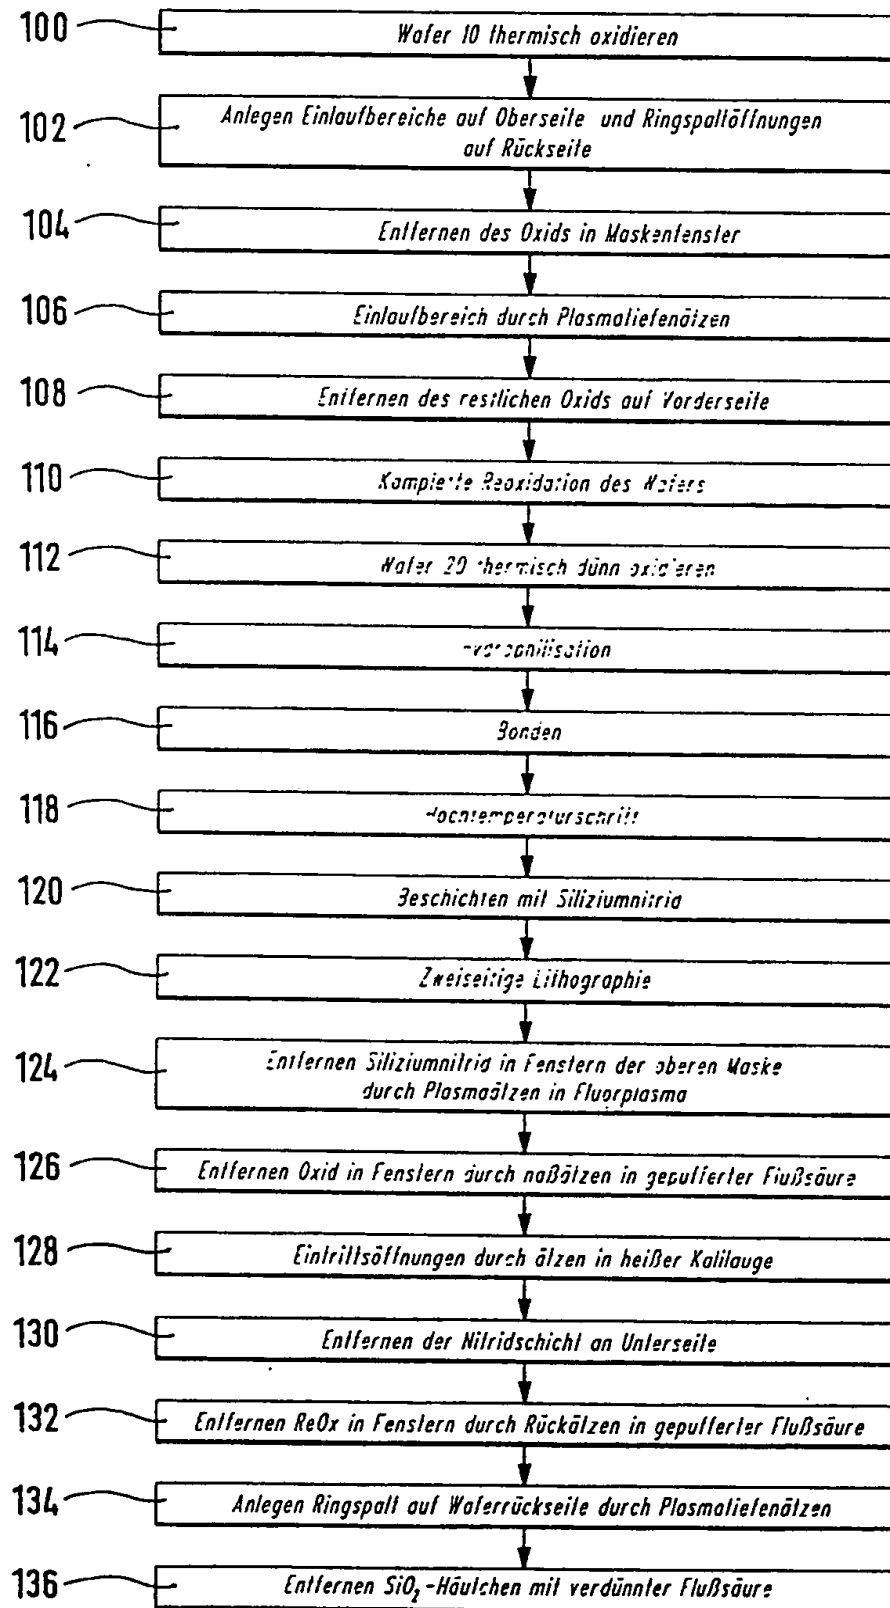 100 Wafer 10 thermisch oxidieren
102 Anlegen Einlaufbereiche auf Oberseite und Ringspaltöffnungen
auf Rückseite
104 Entfernen des Oxids in Maskenfenster
106 Einlaufbereich durch Plasmatiefenätzen
108 Entfernen des restlichen Oxids auf Vorderseite
110 Komplette Reoxidation des Wafers
112 Wafer 20 thermisch dünn oxidieren
114 Hydrophilisation
116 Bonden
118 Hochtemperaturschritt
120 Beschichten mit Siliziumnitrid
122 Zweiseitige Lithographie
124 Entfernen Siliziumnitrid in Fenstern der oberen Maske
durch Plasmaätzen in Fluorplasma
126 Entfernen Oxid in Fenstern durch naßätzen in gepufferter Flußsäure
128 Eintrittsöffnungen durch ätzen in heißer Kalilauge
130 Entfernen der Nitridschicht an Unterseite
132 Entfernen ReOx in Fenstern durch Rückätzen in gepufferter Flußsäure
134 Anlegen Ringspalt auf Waferrückseite durch Plasmatiefenätzen
136 Entfernen SiO₂-Häutchen mit verdünnter Flußsäure